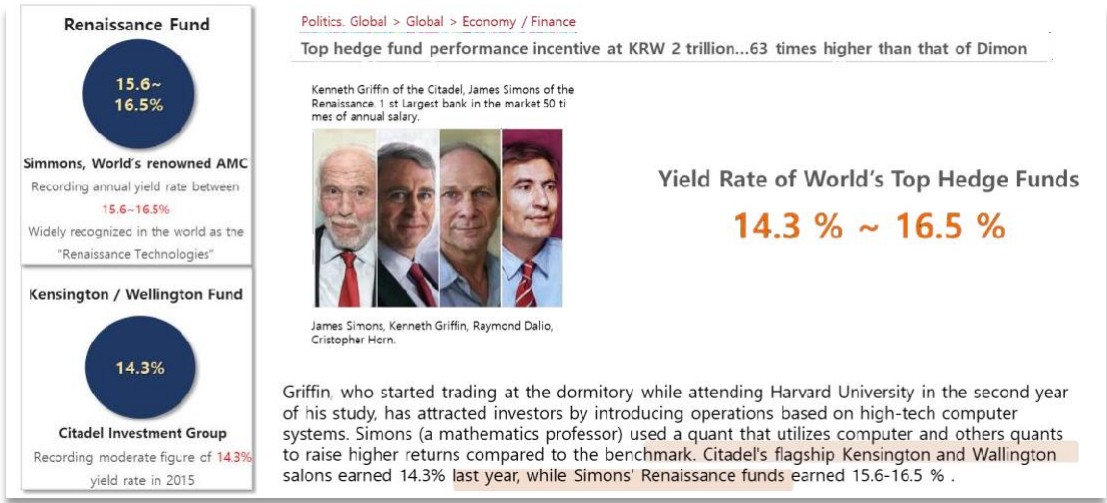 Renaissance Fund
15.6~
16.5%
Simmons, World's renowned AMC
Recording annual yield rate between
15.6~16.5%
Widely recognized in the world as the
"Renaissance Technologies"
Kensington / Wellington Fund
14.3%
Citadel Investment Group
Recording moderate figure of 14.3%
yield rate in 2015
Politics. Global > Global > Economy / Finance
Top hedge fund performance incentive at KRW 2 trillion...63 times higher than that of Dimon
Kenneth Griffin of the Citadel, James Simons of the
Renaissance. 1 st Largest bank in the market 50 ti
mes of annual salary.
James Simons, Kenneth Griffin, Raymond Dalio,
Cristopher Horn.
Yield Rate of World's Top Hedge Funds
14.3 % ~ 16.5 %
Griffin, who started trading at the dormitory while attending Harvard University in the second year
of his study, has attracted investors by introducing operations based on high-tech computer
systems. Simons (a mathematics professor) used a quant that utilizes computer and others quants
to raise higher returns compared to the benchmark. Citadel's flagship Kensington and Wallington
salons earned 14.3% last year, while Simons' Renaissance funds earned 15.6-16.5 % .